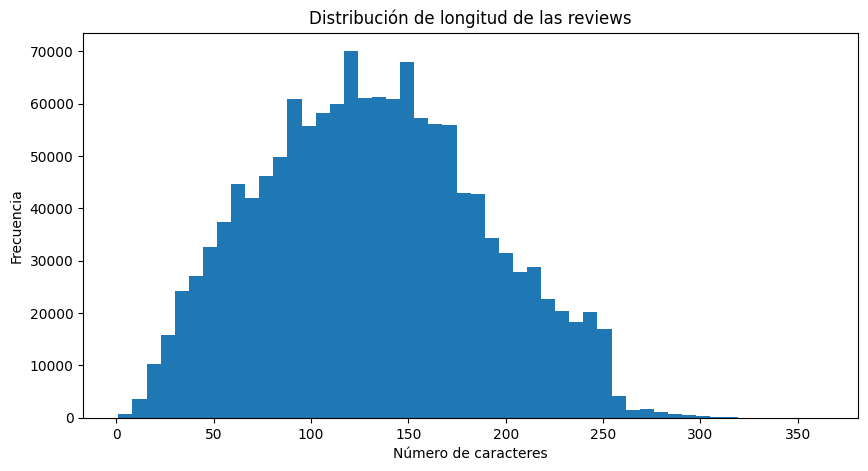 Distribución de longitud de las reviews
Frecuencia
70000
60000
50000
40000
30000
20000
10000
0
0 50 100 150 200 250 300 350
Número de caracteres